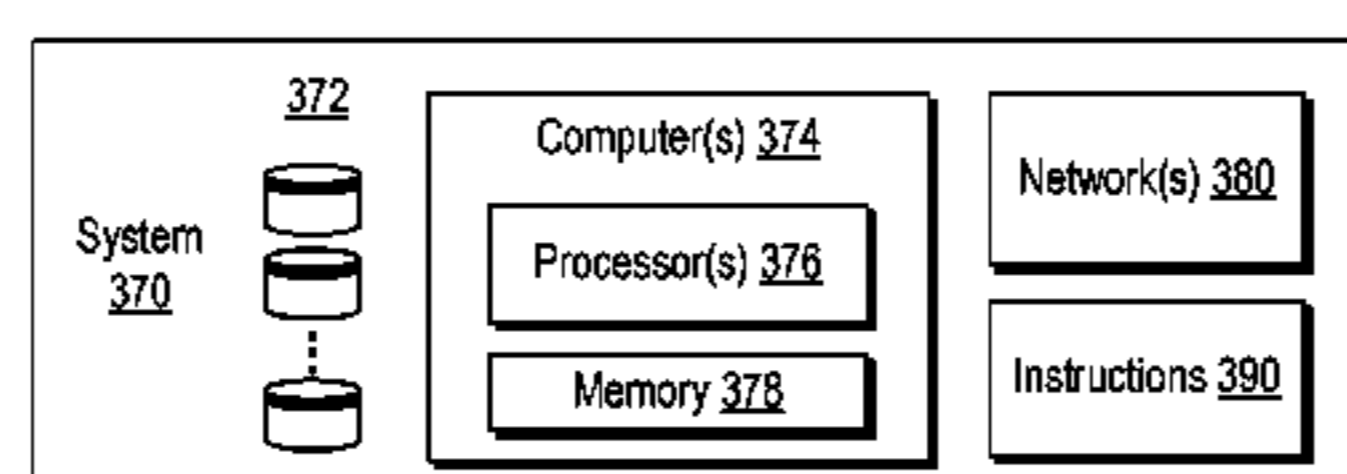 System
370
372
Computer(s) 374
Processor(s) 376
Memory 378
Network(s) 380
Instructions 390